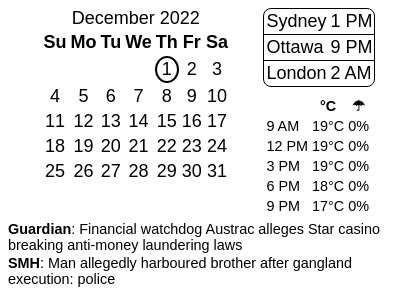 December 2022
Su Mo Tu We Th Fr Sa
1 2 3
4 5 6 7 8 9 10
11 12 13 14 15 16 17
18 19 20 21 22 23 24
25 26 27 28 29 30 31
Sydney 1 PM
Ottawa 9 PM
London 2 AM
°C ☂
9 AM 19°C 0%
12 PM 19°C 0%
3 PM 19°C 0%
6 PM 18°C 0%
9 PM 17°C 0%
Guardian: Financial watchdog Austrac alleges Star casino
breaking anti-money laundering laws
SMH: Man allegedly harboured brother after gangland
execution: police